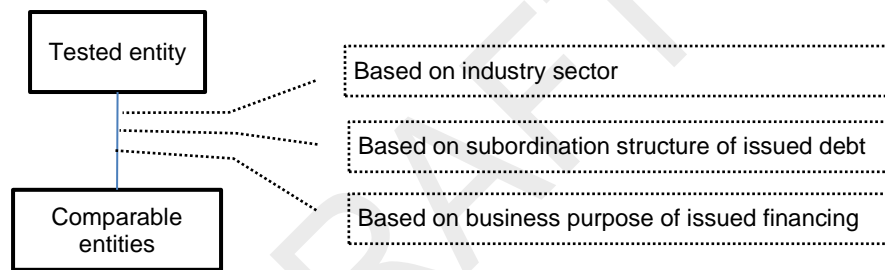 Tested entity
Based on industry sector
Based on subordination structure of issued debt
Based on business purpose of issued financing
Comparable
entities
DRAFT